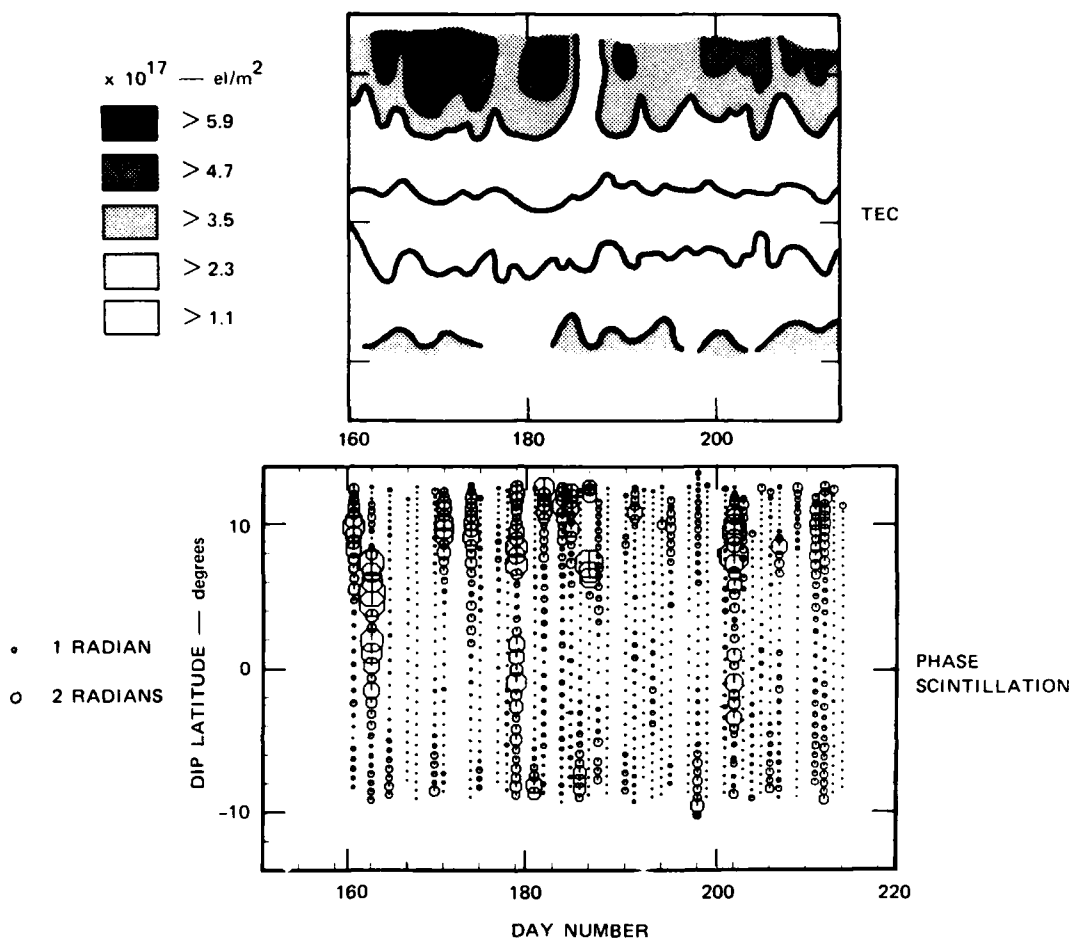 x 10^17 — el/m^2
> 5.9
> 4.7
> 3.5
> 2.3
> 1.1
TEC
160 180 200
1 RADIAN
2 RADIANS
DIP LATITUDE — degrees
10
0
-10
PHASE
SCINTILLATION
160 180 200 220
DAY NUMBER